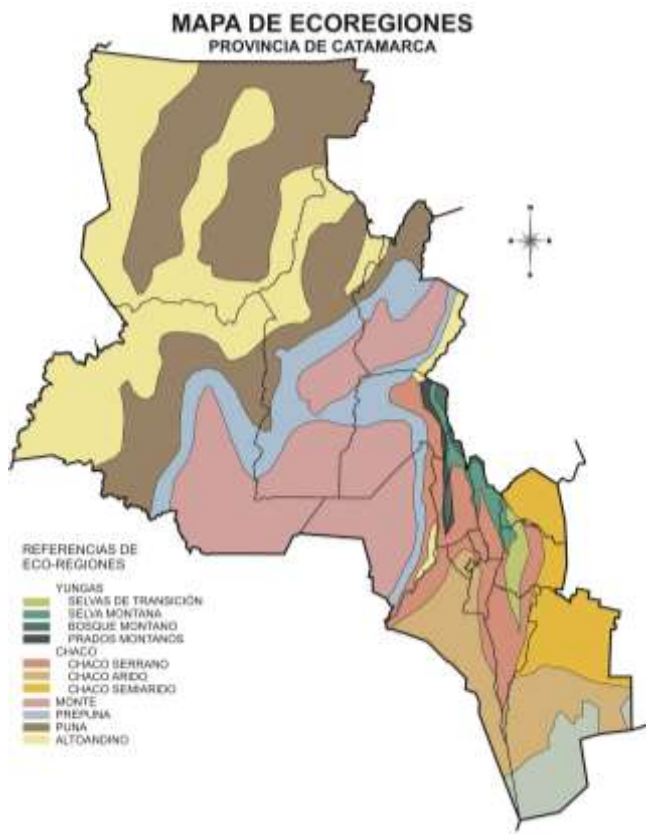 MAPA DE ECOREGIONES
PROVINCIA DE CATAMARCA
REFERENCIAS DE
ECO-REGIONES
YUNGAS
SELVAS DE TRANSICIÓN
SELVA MONTANA
BOSQUE MONTANO
PRADOS MONTANOS
CHACO
CHACO SERRANO
CHACO ARIDO
CHACO SEMIARIDO
MONTE
PREPUNA
PUNA
ALTOANDINO